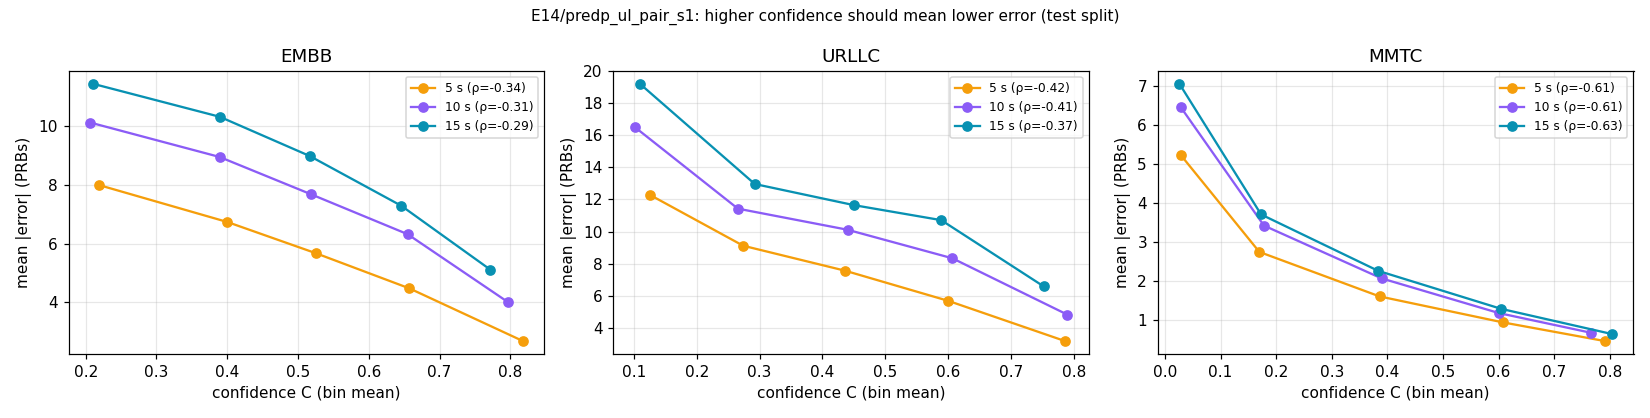 E14/predp_ul_pair_s1: higher confidence should mean lower error (test split)
EMBB
mean |error| (PRBs)
10
8
6
4
5 s (ρ=-0.34)
10 s (ρ=-0.31)
15 s (ρ=-0.29)
0.2 0.3 0.4 0.5 0.6 0.7 0.8
confidence C (bin mean)
URLLC
mean |error| (PRBs)
20
18
16
14
12
10
8
6
4
5 s (ρ=-0.42)
10 s (ρ=-0.41)
15 s (ρ=-0.37)
0.1 0.2 0.3 0.4 0.5 0.6 0.7 0.8
confidence C (bin mean)
MMTC
mean |error| (PRBs)
7
6
5
4
3
2
1
5 s (ρ=-0.61)
10 s (ρ=-0.61)
15 s (ρ=-0.63)
0.0 0.1 0.2 0.3 0.4 0.5 0.6 0.7 0.8
confidence C (bin mean)